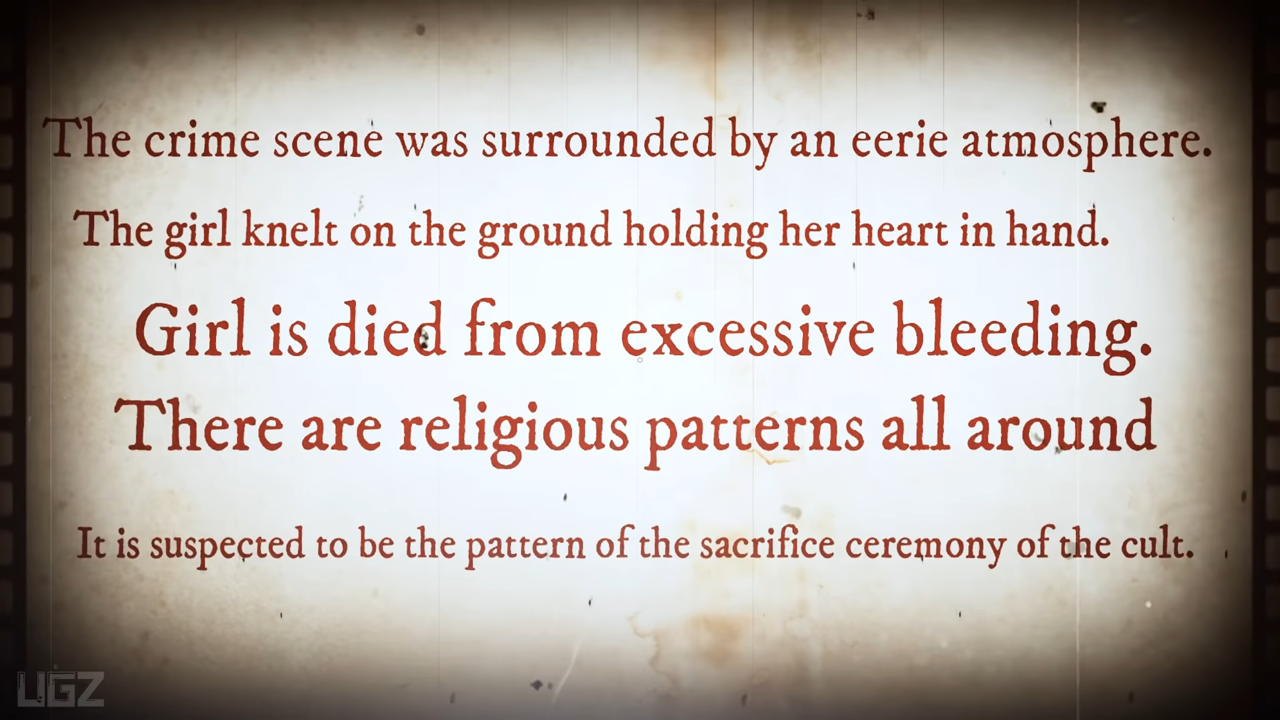 The crime scene was surrounded by an eerie atmosphere.
The girl knelt on the ground holding her heart in hand.
Girl is died from excessive bleeding.
There are religious patterns all around
It is suspected to be the pattern of the sacrifice ceremony of the cult.
UGZ